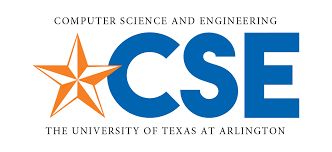 COMPUTER SCIENCE AND ENGINEERING
CSE
THE UNIVERSITY OF TEXAS AT ARLINGTON